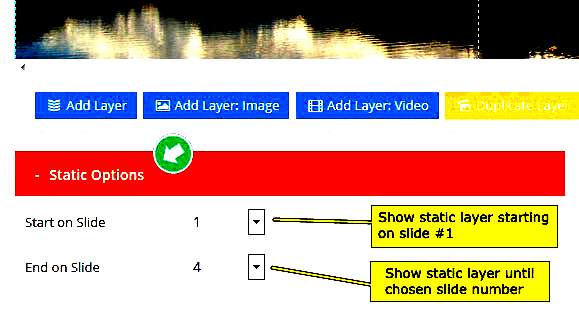 Add Layer
Add Layer: Image
Add Layer: Video
Duplicate Layer
- Static Options
Start on Slide 1
Show static layer starting
on slide #1
End on Slide 4
Show static layer until
chosen slide number